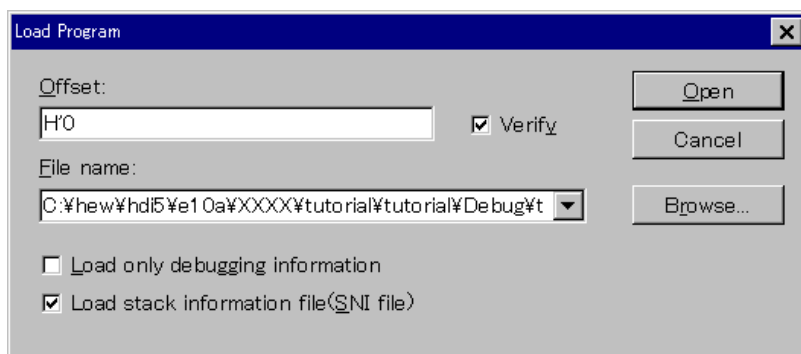 Load Program
Offset:
H'0
Verify
Open
Cancel
File name:
C:¥hew¥hdi5¥e10a¥XXXX¥tutorial¥tutorial¥Debug¥t
Browse...
Load only debugging information
Load stack information file(SNI file)